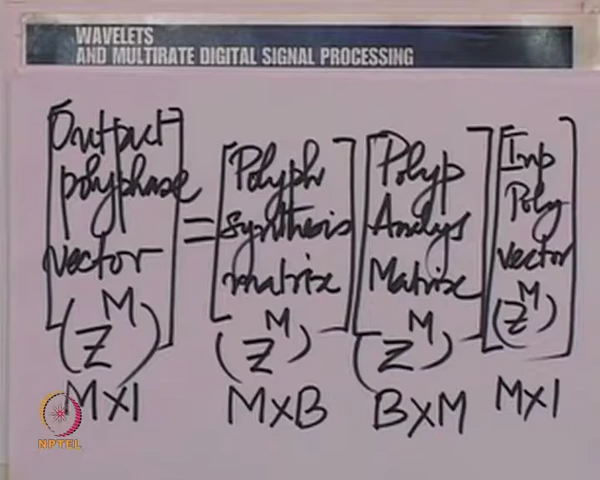 WAVELETS
AND MULTIRATE DIGITAL SIGNAL PROCESSING
[Output polyphase vector (Z^M)] = [Polyph synthesis matrix (Z^M)] [Polyp Analys Matrix (Z^M)] [Inp Poly vector (Z^M)]
M×1 M×B B×M M×1
NPTEL